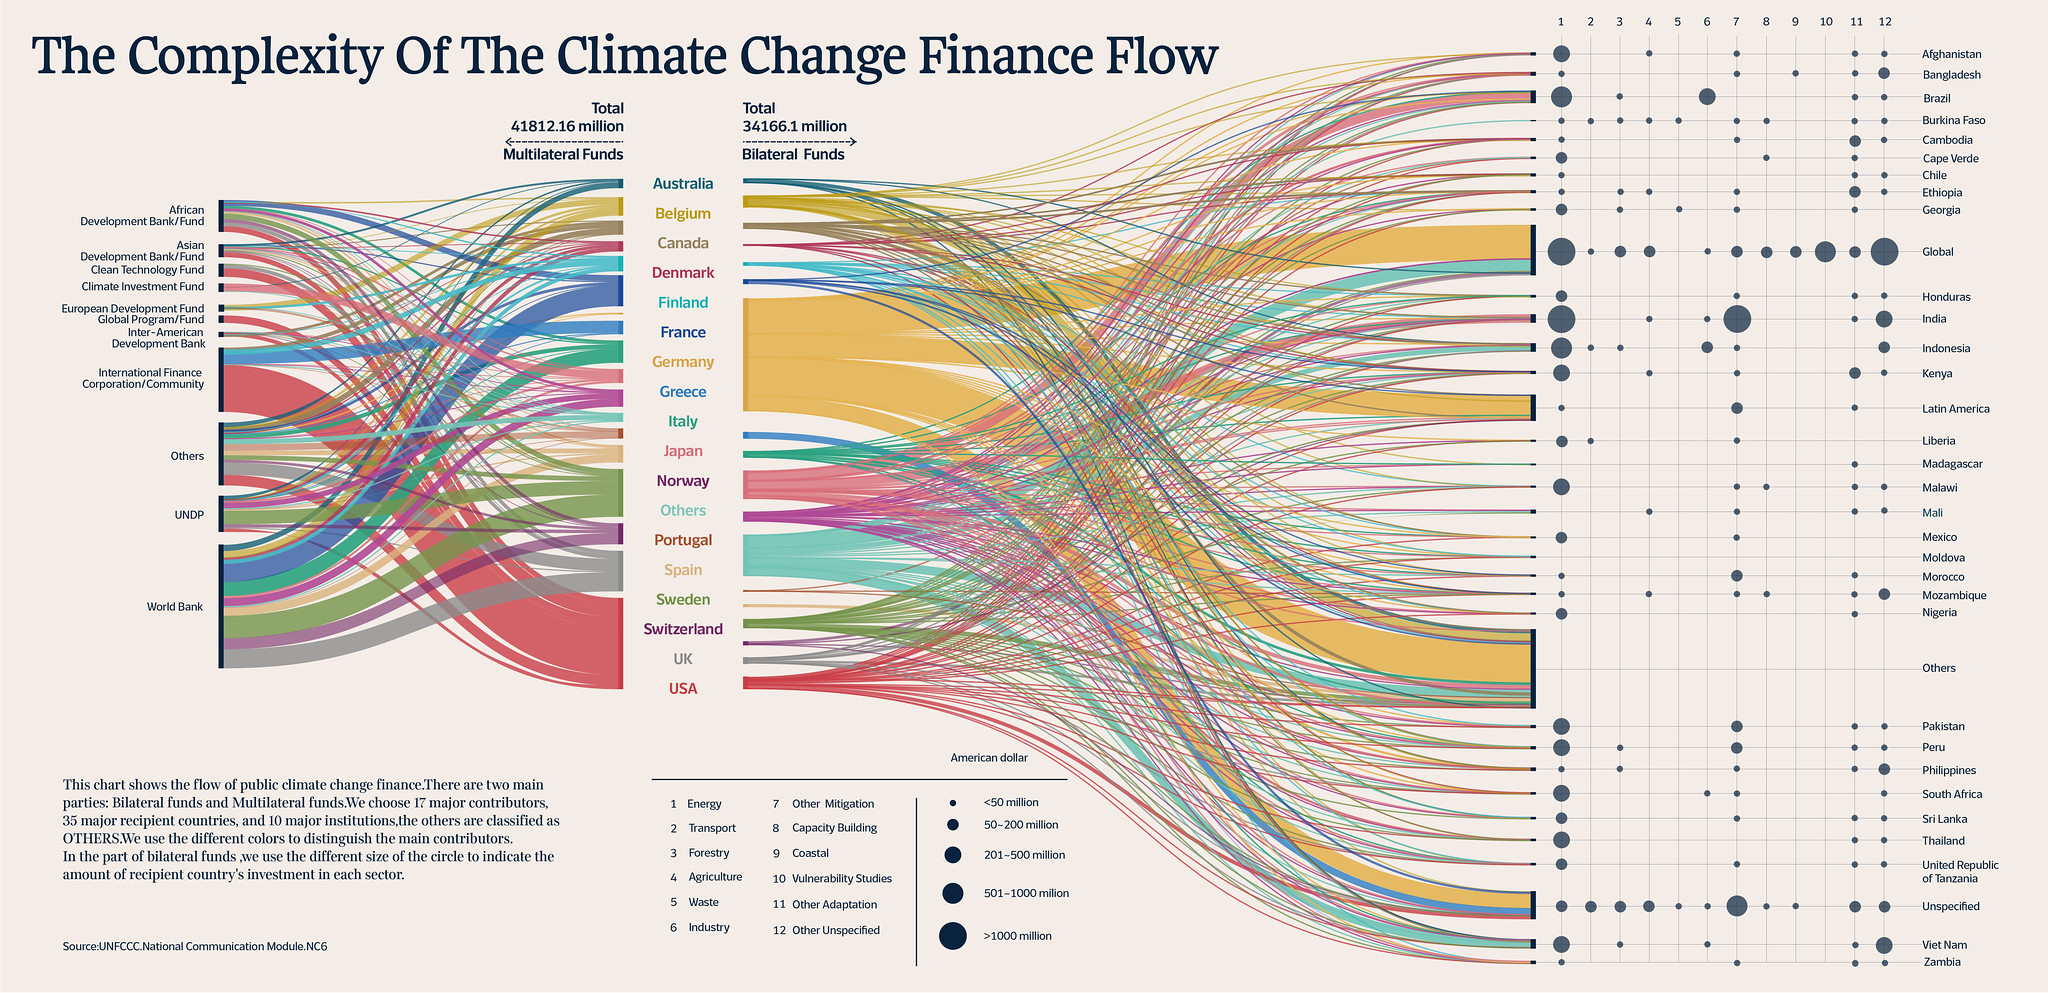 The Complexity Of The Climate Change Finance Flow
Total
41812.16 million
Multilateral Funds
Total
34166.1 million
Bilateral Funds
African
Development Bank/Fund
Asian
Development Bank/Fund
Clean Technology Fund
Climate Investment Fund
European Development Fund
Global Program/Fund
Inter-American
Development Bank
International Finance
Corporation/Community
Others
UNDP
World Bank
Australia
Belgium
Canada
Denmark
Finland
France
Germany
Greece
Italy
Japan
Norway
Others
Portugal
Spain
Sweden
Switzerland
UK
USA
1 2 3 4 5 6 7 8 9 10 11 12
Afghanistan
Bangladesh
Brazil
Burkina Faso
Cambodia
Cape Verde
Chile
Ethiopia
Georgia
Global
Honduras
India
Indonesia
Kenya
Latin America
Liberia
Madagascar
Malawi
Mali
Mexico
Moldova
Morocco
Mozambique
Nigeria
Others
Pakistan
Peru
Philippines
South Africa
Sri Lanka
Thailand
United Republic
of Tanzania
Unspecified
Viet Nam
Zambia
This chart shows the flow of public climate change finance.There are two main
parties: Bilateral funds and Multilateral funds.We choose 17 major contributors,
35 major recipient countries, and 10 major institutions,the others are classified as
OTHERS.We use the different colors to distinguish the main contributors.
In the part of bilateral funds ,we use the different size of the circle to indicate the
amount of recipient country's investment in each sector.
Source:UNFCCC.National Communication Module.NC6
American dollar
1 Energy
2 Transport
3 Forestry
4 Agriculture
5 Waste
6 Industry
7 Other Mitigation
8 Capacity Building
9 Coastal
10 Vulnerability Studies
11 Other Adaptation
12 Other Unspecified
<50 million
50~200 million
201~500 million
501~1000 milion
>1000 million